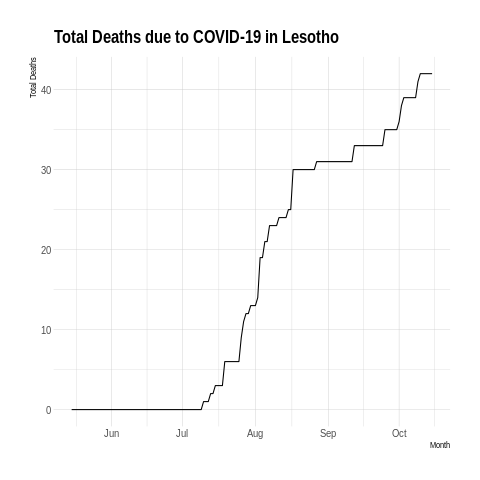 Total Deaths due to COVID-19 in Lesotho
Total Deaths
40
30
20
10
0
Jun Jul Aug Sep Oct
Month